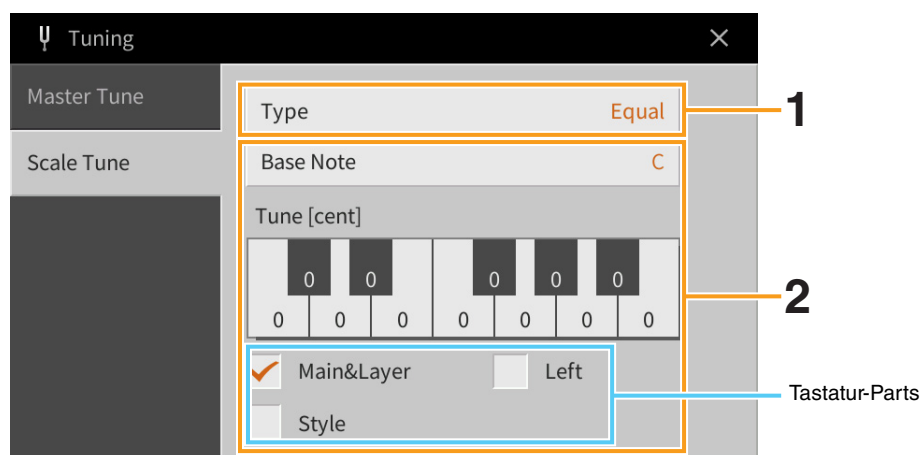 Tuning
Master Tune
Scale Tune
Type Equal
1
Base Note C
Tune [cent]
0 0 0 0 0
0 0 0 0 0 0 0
2
Main&Layer Left
Style
Tastatur-Parts